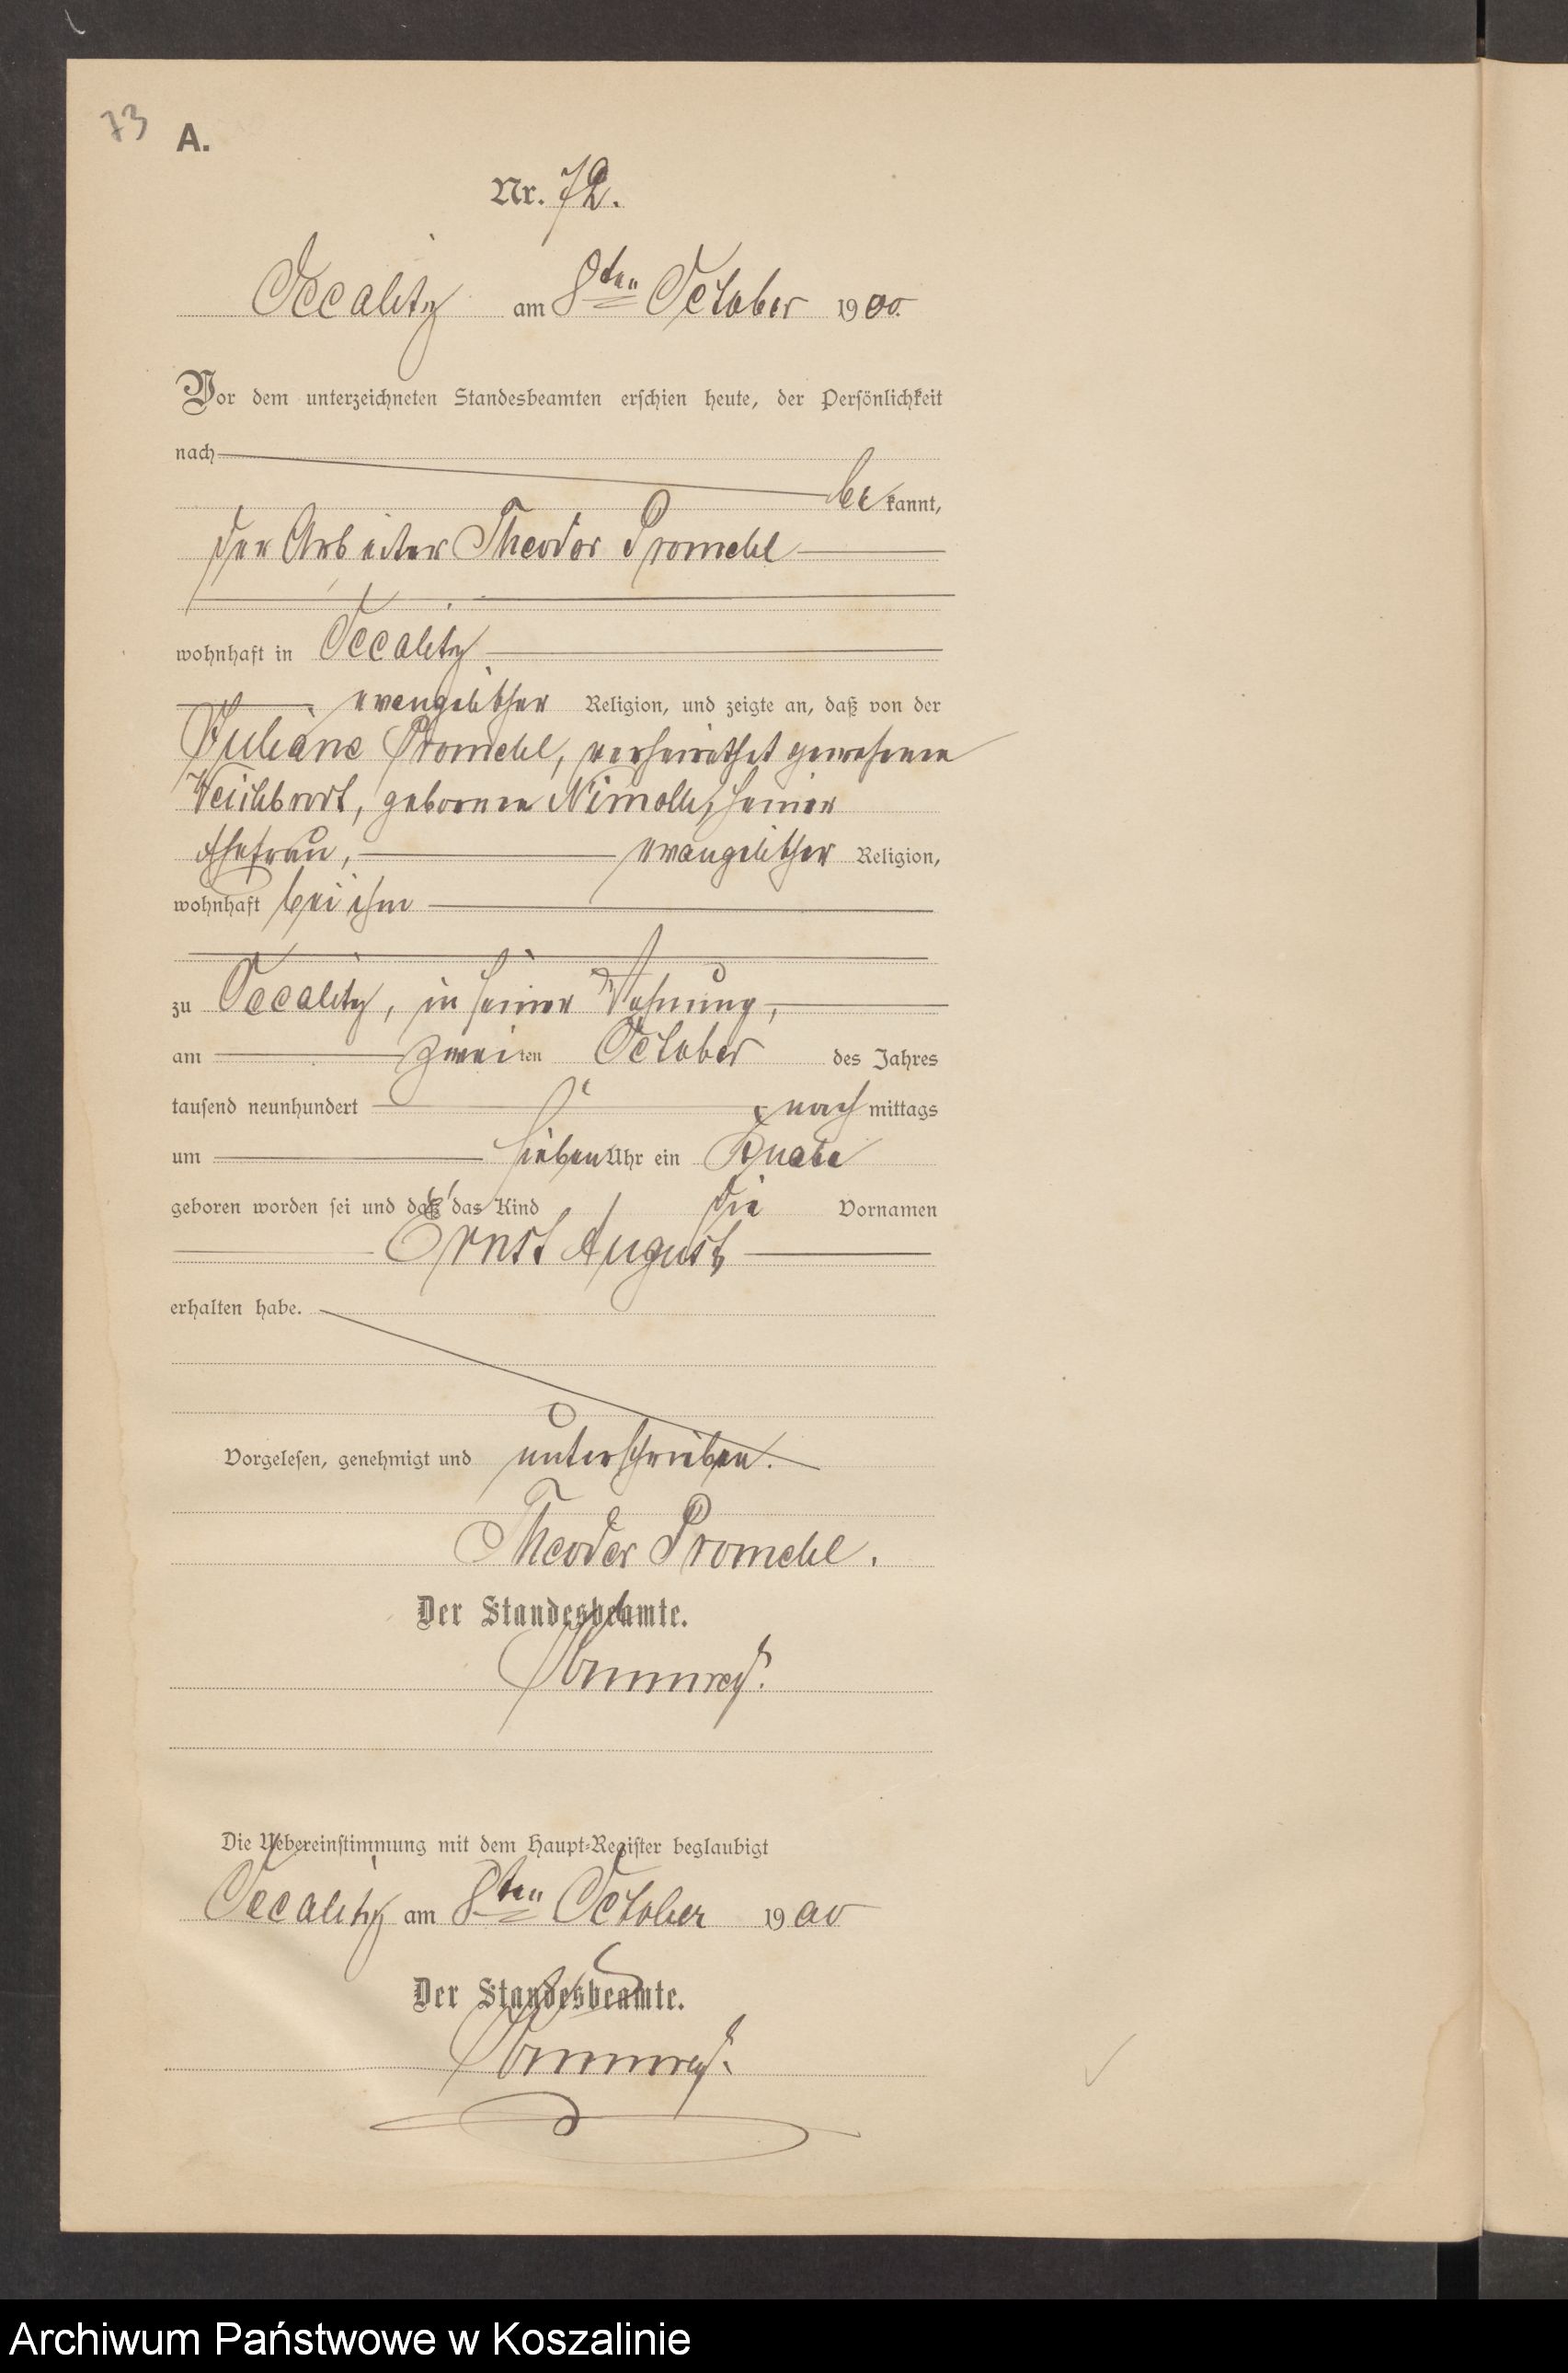 73
A.
Nr. 72.
Occalitz am 8ten October 1900.
Vor dem unterzeichneten Standesbeamten erschien heute, der Persönlichkeit
nach
bekannt,
der Arbeiter Theodor Promehl
wohnhaft in Occalitz
evangelischer Religion, und zeigte an, daß von der
Juliane Promehl, verheirathet gewesenen
geborenen Nimolly, seiner
Ehefrau, evangelischer Religion,
wohnhaft bei ihm
zu Occalitz, in seiner Wohnung,
am zweiten October des Jahres
tausend neunhundert nachmittags
um sieben Uhr ein Knabe
geboren worden sei und daß das Kind die Vornamen
Ernst August
erhalten habe.
Vorgelesen, genehmigt und unterschrieben.
Theodor Promehl.
Der Standesbeamte.
Die Uebereinstimmung mit dem Haupt-Register beglaubigt
Occalitz am 8ten October 1900
Der Standesbeamte.
Archiwum Państwowe w Koszalinie